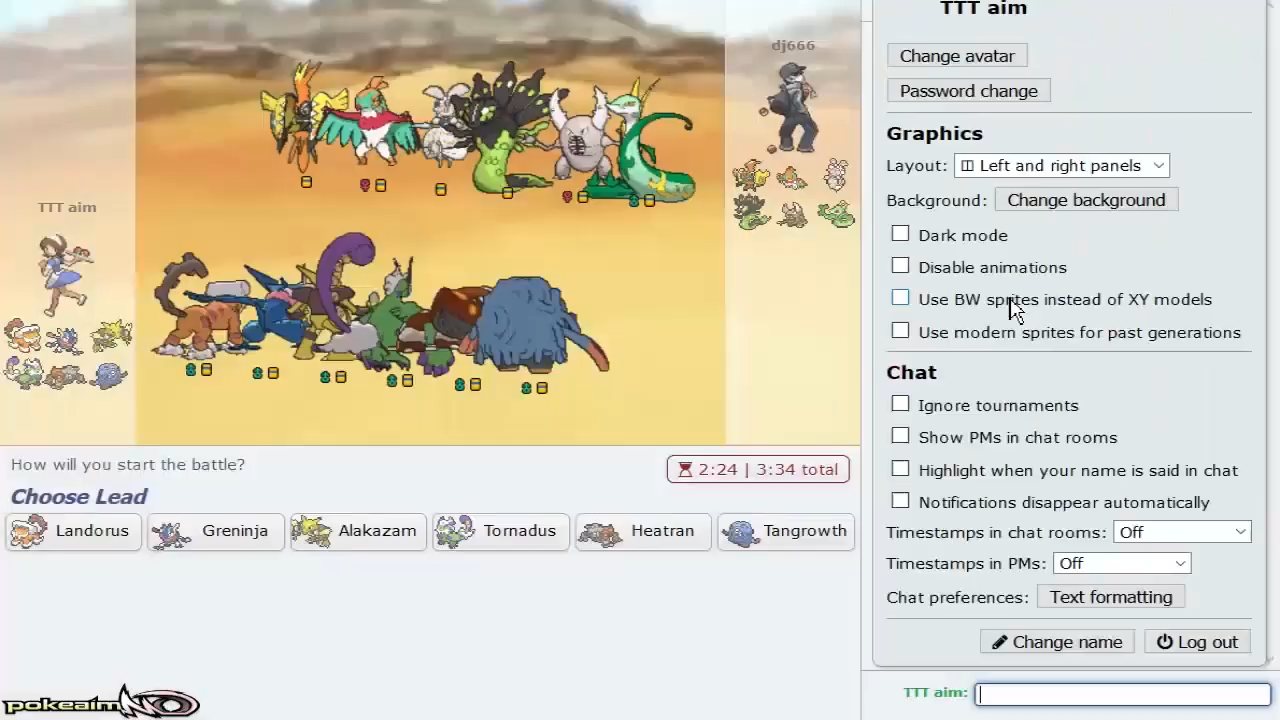 TTT aim
dj666
Change avatar
Password change
Graphics
Layout: Left and right panels
Background: Change background
Dark mode
Disable animations
Use BW sprites instead of XY models
Use modern sprites for past generations
Chat
Ignore tournaments
Show PMs in chat rooms
Highlight when your name is said in chat
Notifications disappear automatically
Timestamps in chat rooms: Off
Timestamps in PMs: Off
Chat preferences: Text formatting
Change name Log out
TTT aim:
TTT aim
How will you start the battle?
2:24 | 3:34 total
Choose Lead
Landorus Greninja Alakazam Tornadus Heatran Tangrowth
pokeaimMD